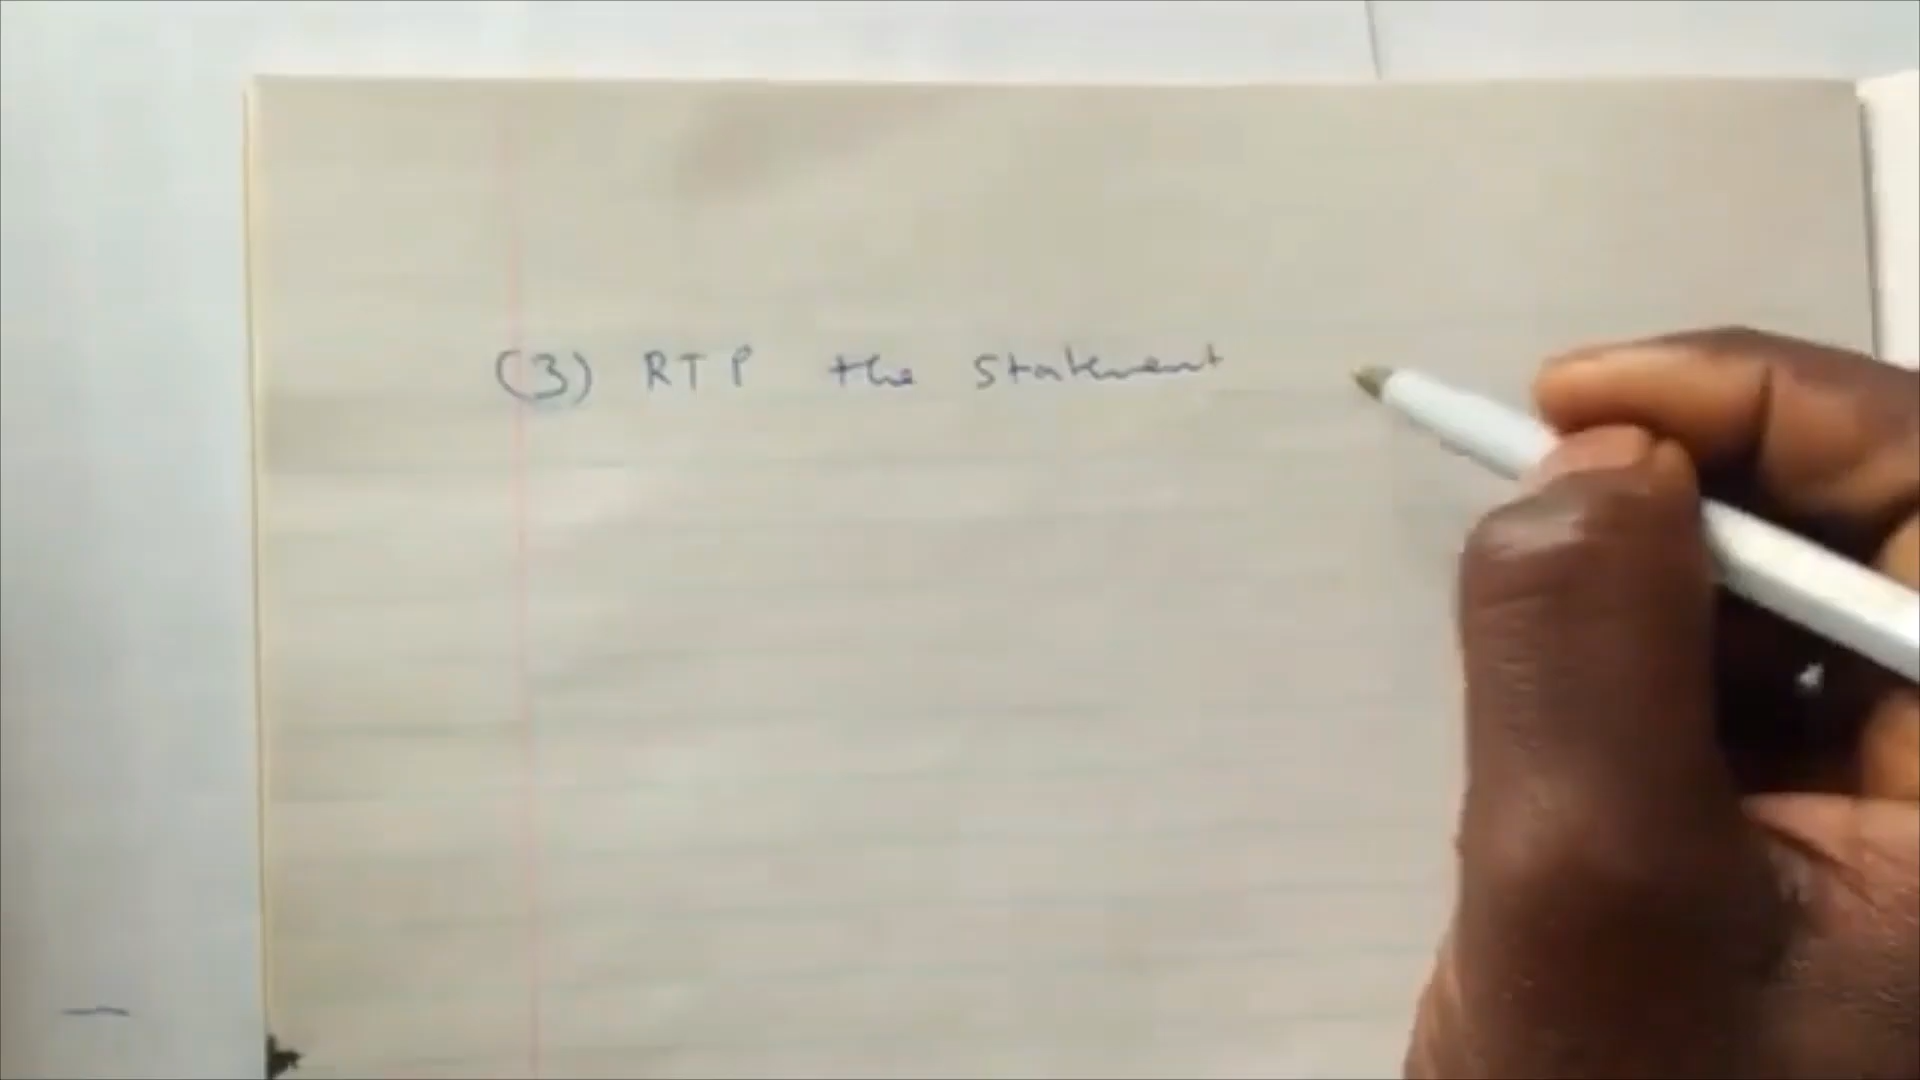 (3) RTP the statement